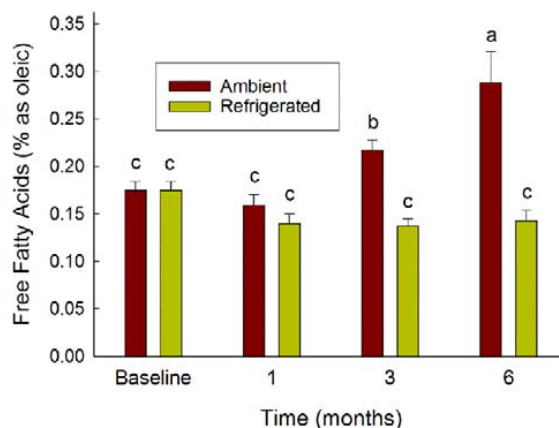 0.35
0.30
0.25
0.20
0.15
0.10
0.05
0.00
Free Fatty Acids (% as oleic)
Ambient
Refrigerated
c c c c b c a c
Baseline 1 3 6
Time (months)